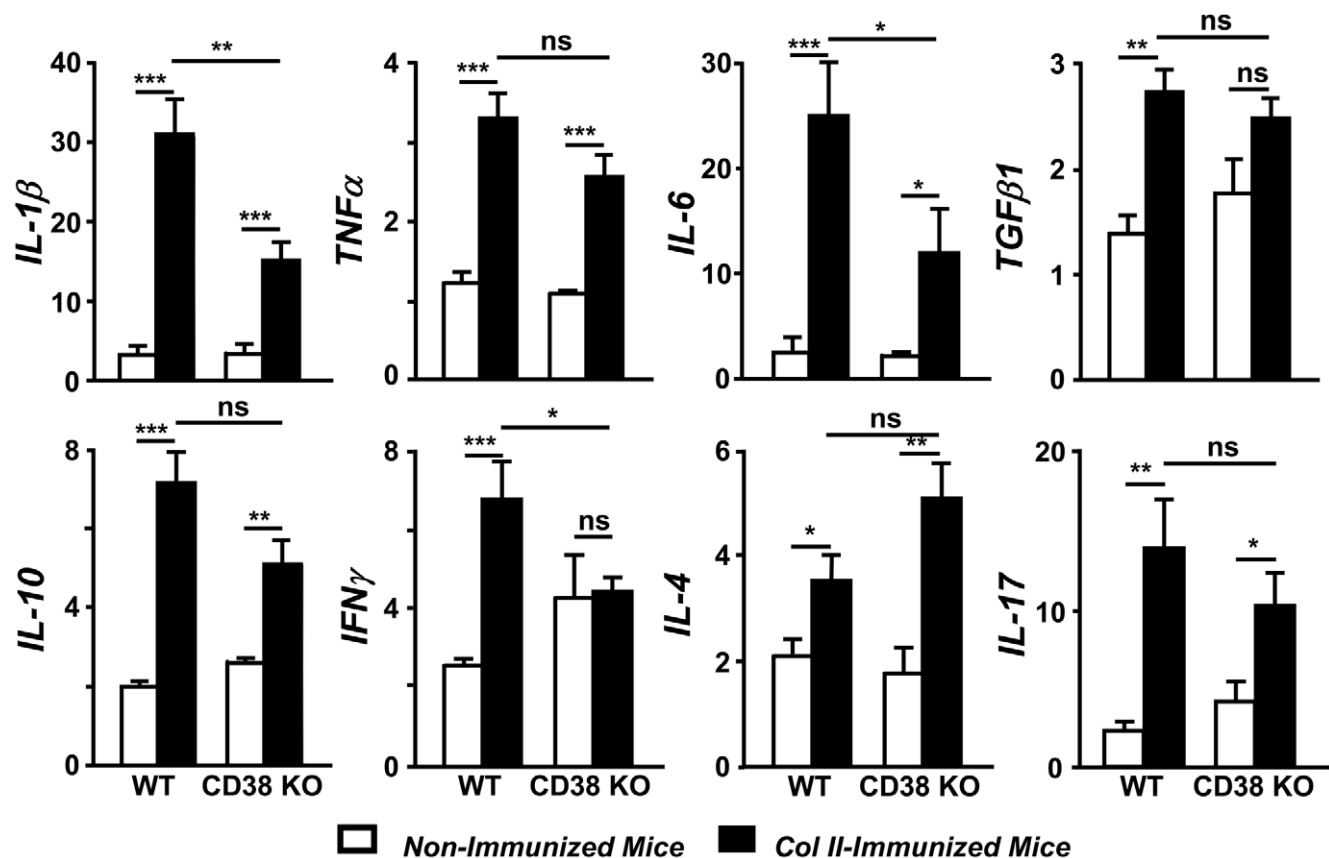 IL-1β
40
30
20
10
0
***
**
***
TNFα
4
2
0
***
ns
***
IL-6
30
20
10
0
***
*
*
TGFβ1
3
2
1
0
**
ns
ns
IL-10
8
4
0
***
ns
**
WT CD38 KO
IFNγ
8
4
0
***
*
ns
WT CD38 KO
IL-4
6
4
2
0
*
ns
**
WT CD38 KO
IL-17
20
10
0
**
ns
*
WT CD38 KO
Non-Immunized Mice Col II-Immunized Mice